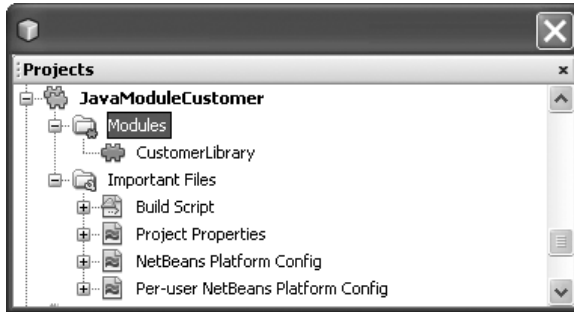 Projects
JavaModuleCustomer
Modules
CustomerLibrary
Important Files
Build Script
Project Properties
NetBeans Platform Config
Per-user NetBeans Platform Config